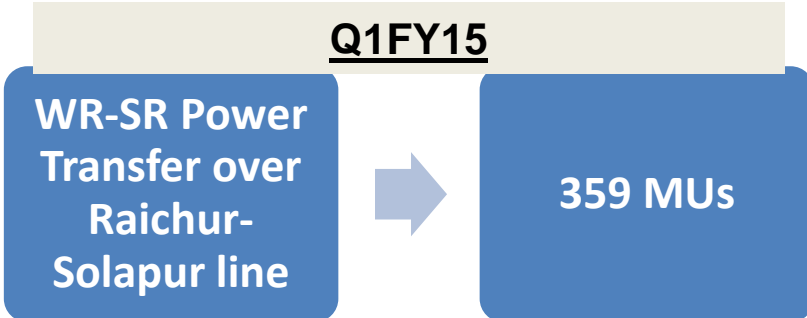 Q1FY15
WR-SR Power
Transfer over
Raichur-
Solapur line
359 MUs